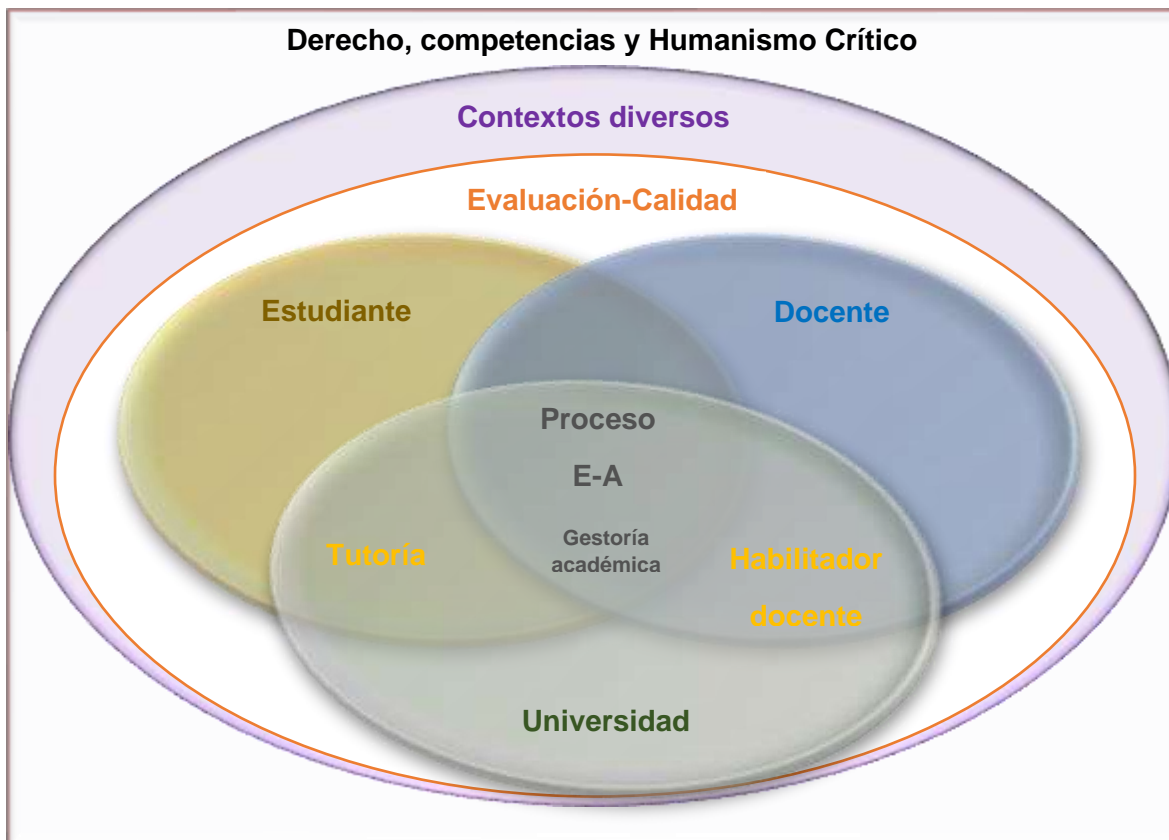 Derecho, competencias y Humanismo Crítico
Contextos diversos
Evaluación-Calidad
Estudiante
Docente
Proceso
E-A
Gestoría
académica
Tutoría
Habilitador
docente
Universidad